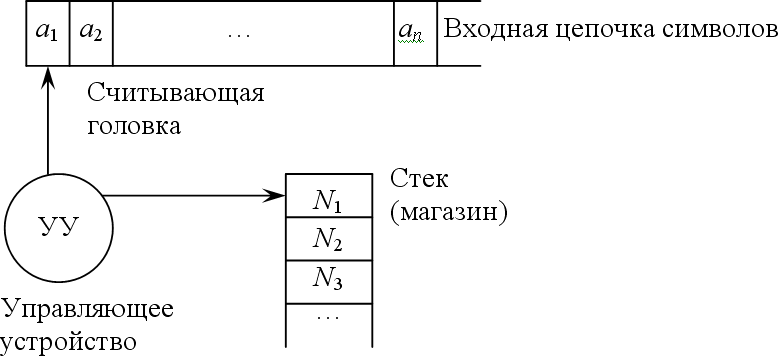 a1 a2 ... an Входная цепочка символов
Считывающая
головка
Стек
(магазин)
N1
УУ
N2
N3
...
Управляющее
устройство